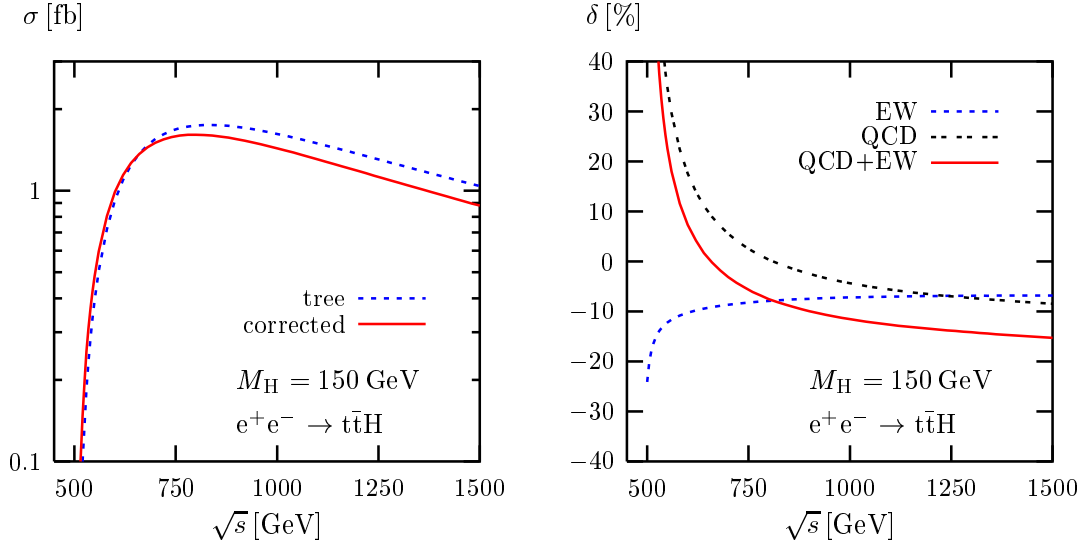 σ [fb]
1
0.1
tree
corrected
M_H = 150 GeV
e⁺e⁻ → tt̄H
500 750 1000 1250 1500
√s [GeV]
δ [%]
40
30
20
10
0
−10
−20
−30
−40
EW
QCD
QCD+EW
M_H = 150 GeV
e⁺e⁻ → tt̄H
500 750 1000 1250 1500
√s [GeV]